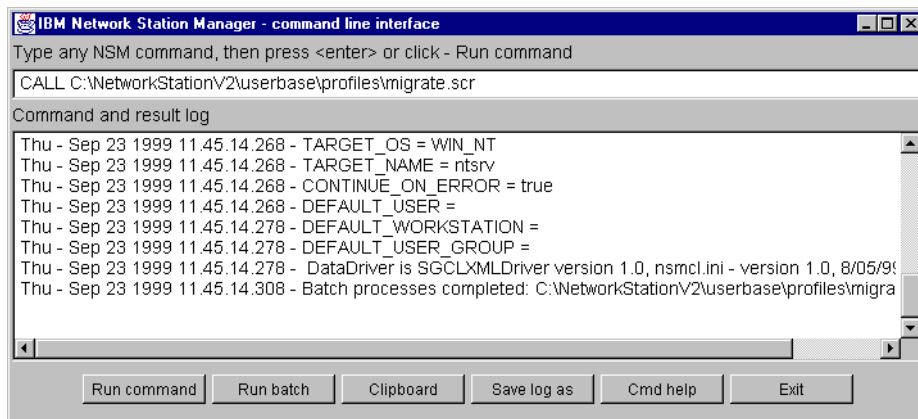 IBM Network Station Manager - command line interface
Type any NSM command, then press <enter> or click - Run command
CALL C:\NetworkStationV2\userbase\profiles\migrate.scr
Command and result log
Thu - Sep 23 1999 11.45.14.268 - TARGET_OS = WIN_NT
Thu - Sep 23 1999 11.45.14.268 - TARGET_NAME = ntsrv
Thu - Sep 23 1999 11.45.14.268 - CONTINUE_ON_ERROR = true
Thu - Sep 23 1999 11.45.14.268 - DEFAULT_USER =
Thu - Sep 23 1999 11.45.14.278 - DEFAULT_WORKSTATION =
Thu - Sep 23 1999 11.45.14.278 - DEFAULT_USER_GROUP =
Thu - Sep 23 1999 11.45.14.278 - DataDriver is SGCLXMLDriver version 1.0, nsmcl.ini - version 1.0, 8/05/9
Thu - Sep 23 1999 11.45.14.308 - Batch processes completed: C:\NetworkStationV2\userbase\profiles\migra
Run command Run batch Clipboard Save log as Cmd help Exit